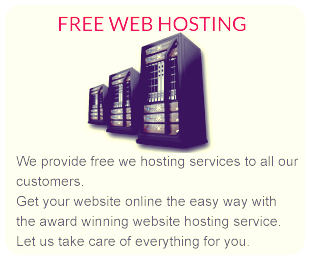 FREE WEB HOSTING
We provide free we hosting services to all our
customers.
Get your website online the easy way with
the award winning website hosting service.
Let us take care of everything for you.